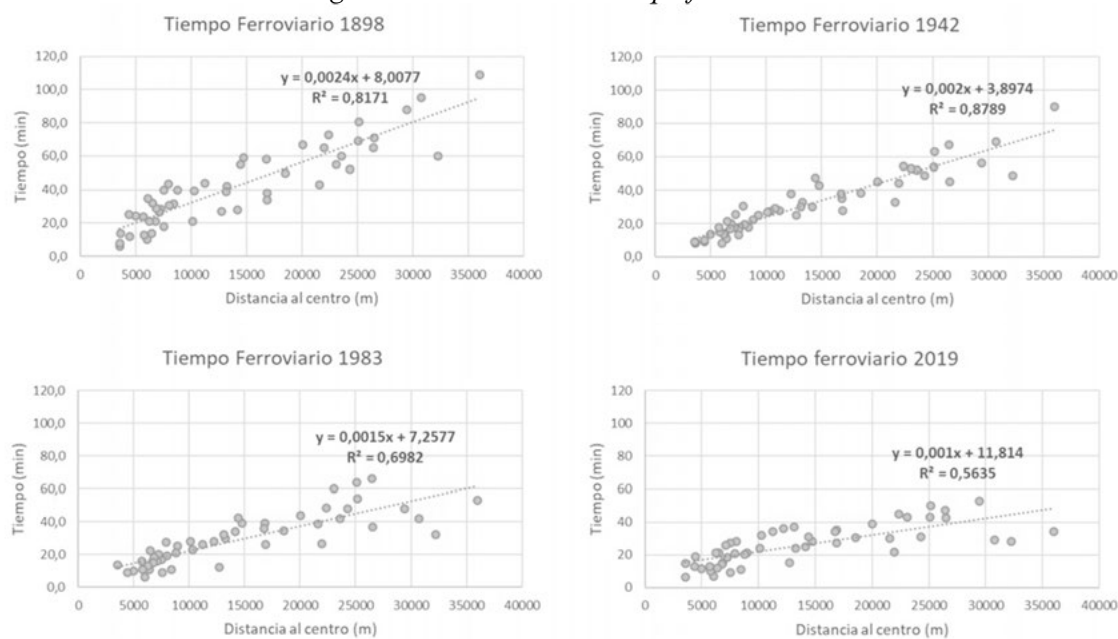 Tiempo Ferroviario 1898
120,0
100,0
80,0
60,0
40,0
20,0
0,0
Tiempo (min)
y = 0,0024x + 8,0077
R² = 0,8171
0 5000 10000 15000 20000 25000 30000 35000 40000
Distancia al centro (m)
Tiempo Ferroviario 1942
120,0
100,0
80,0
60,0
40,0
20,0
0,0
Tiempo (min)
y = 0,002x + 3,8974
R² = 0,8789
0 5000 10000 15000 20000 25000 30000 35000 40000
Distancia al centro (m)
Tiempo Ferroviario 1983
120,0
100,0
80,0
60,0
40,0
20,0
0,0
Tiempo (min)
y = 0,0015x + 7,2577
R² = 0,6982
0 5000 10000 15000 20000 25000 30000 35000 40000
Distancia al centro (m)
Tiempo ferroviario 2019
120,0
100,0
80,0
60
40
20
0
Tiempo (min)
y = 0,001x + 11,814
R² = 0,5635
0 5000 10000 15000 20000 25000 30000 35000 40000
Distancia al centro (m)